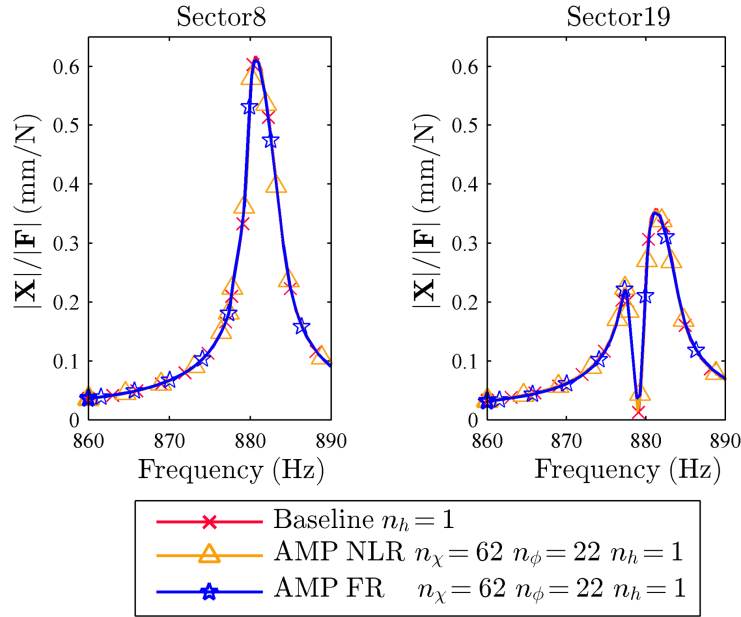 Sector8
Sector19
|X|/|F| (mm/N)
0.6
0.5
0.4
0.3
0.2
0.1
0
860 870 880 890
Frequency (Hz)
|X|/|F| (mm/N)
0.6
0.5
0.4
0.3
0.2
0.1
0
860 870 880 890
Frequency (Hz)
Baseline n_h = 1
AMP NLR n_χ = 62 n_ϕ = 22 n_h = 1
AMP FR n_χ = 62 n_ϕ = 22 n_h = 1